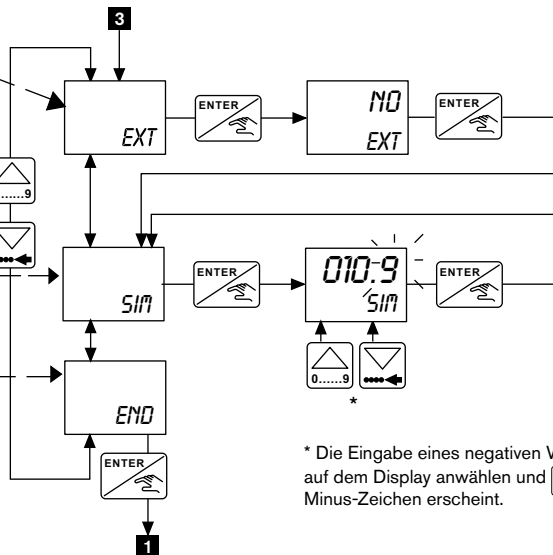 3
ENTER
ENTER
NO
EXT
EXT
0......9
ENTER
ENTER
010.9
SIM
SIM
0......9
END
*
ENTER
* Die Eingabe eines negativen
auf dem Display anwählen und
Minus-Zeichen erscheint.
1